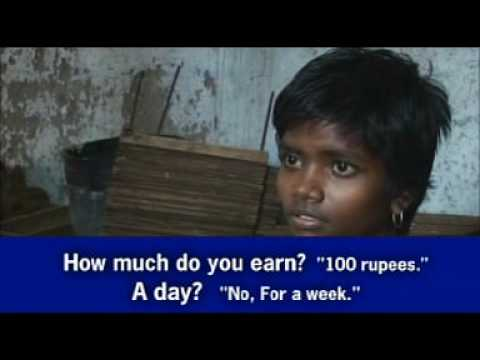 How much do you earn? "100 rupees."
A day? "No, For a week."